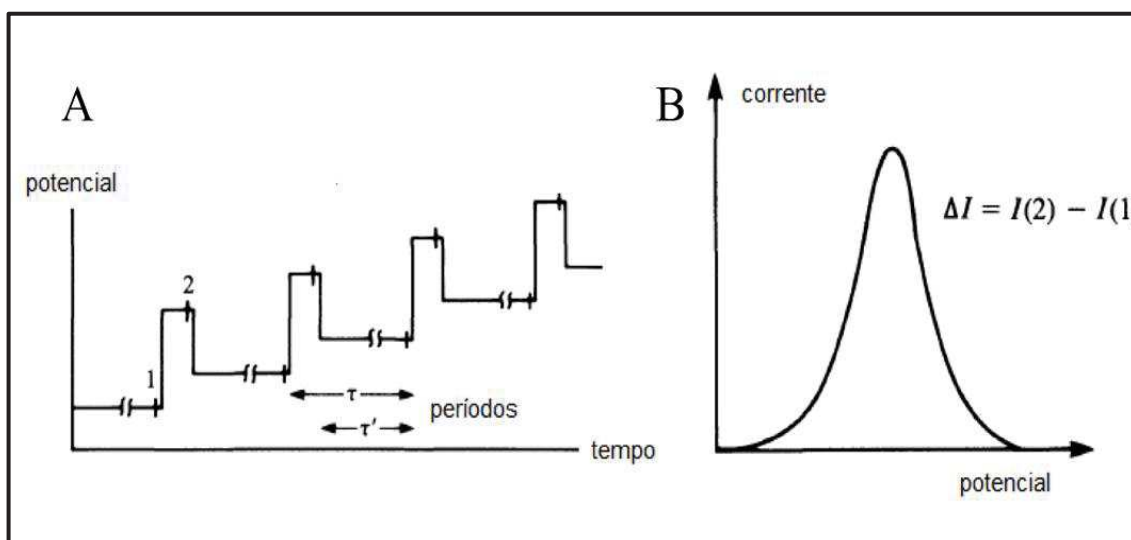 A
potencial
2
1
τ
períodos
τ'
tempo
B
corrente
ΔI = I(2) − I(1
potencial